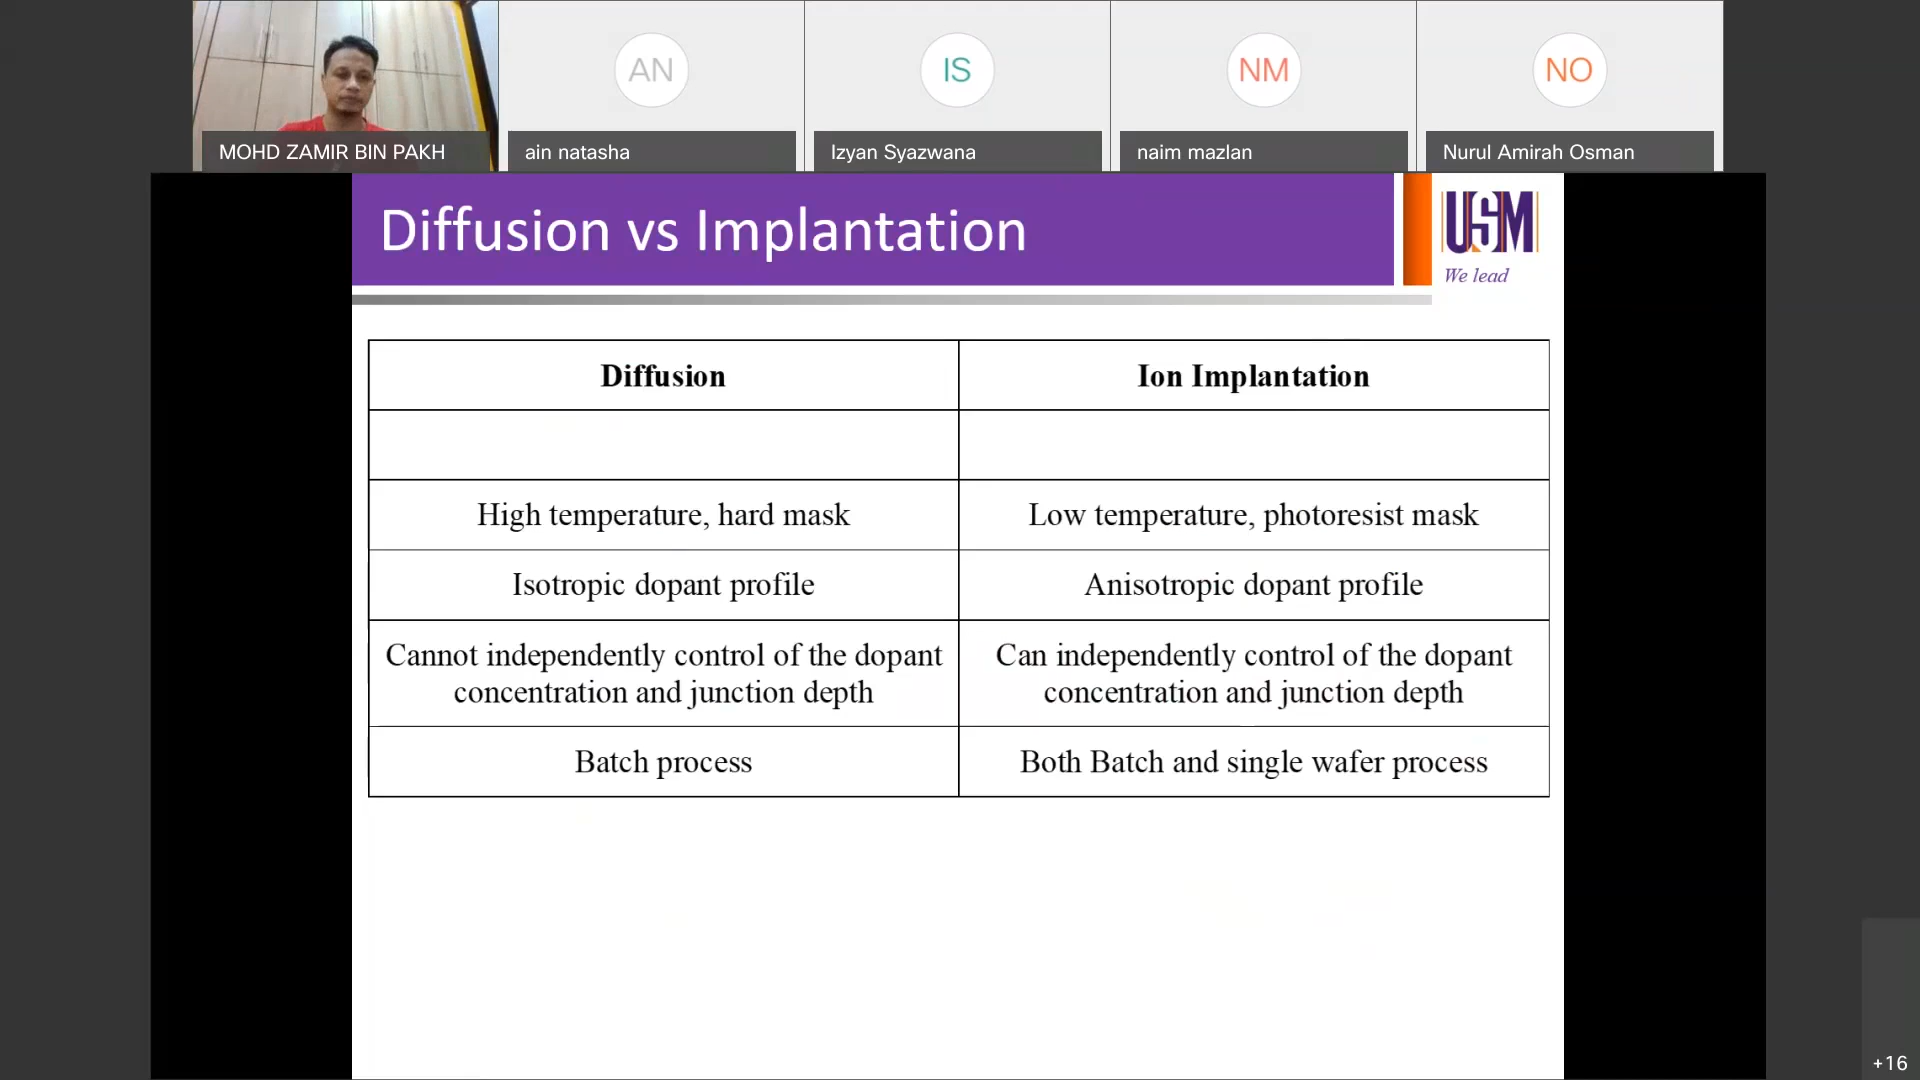 AN
IS
NM
NO
MOHD ZAMIR BIN PAKH
ain natasha
Izyan Syazwana
naim mazlan
Nurul Amirah Osman
Diffusion vs Implantation
USM
We lead
Diffusion
Ion Implantation
High temperature, hard mask
Low temperature, photoresist mask
Isotropic dopant profile
Anisotropic dopant profile
Cannot independently control of the dopant
concentration and junction depth
Can independently control of the dopant
concentration and junction depth
Batch process
Both Batch and single wafer process
+16